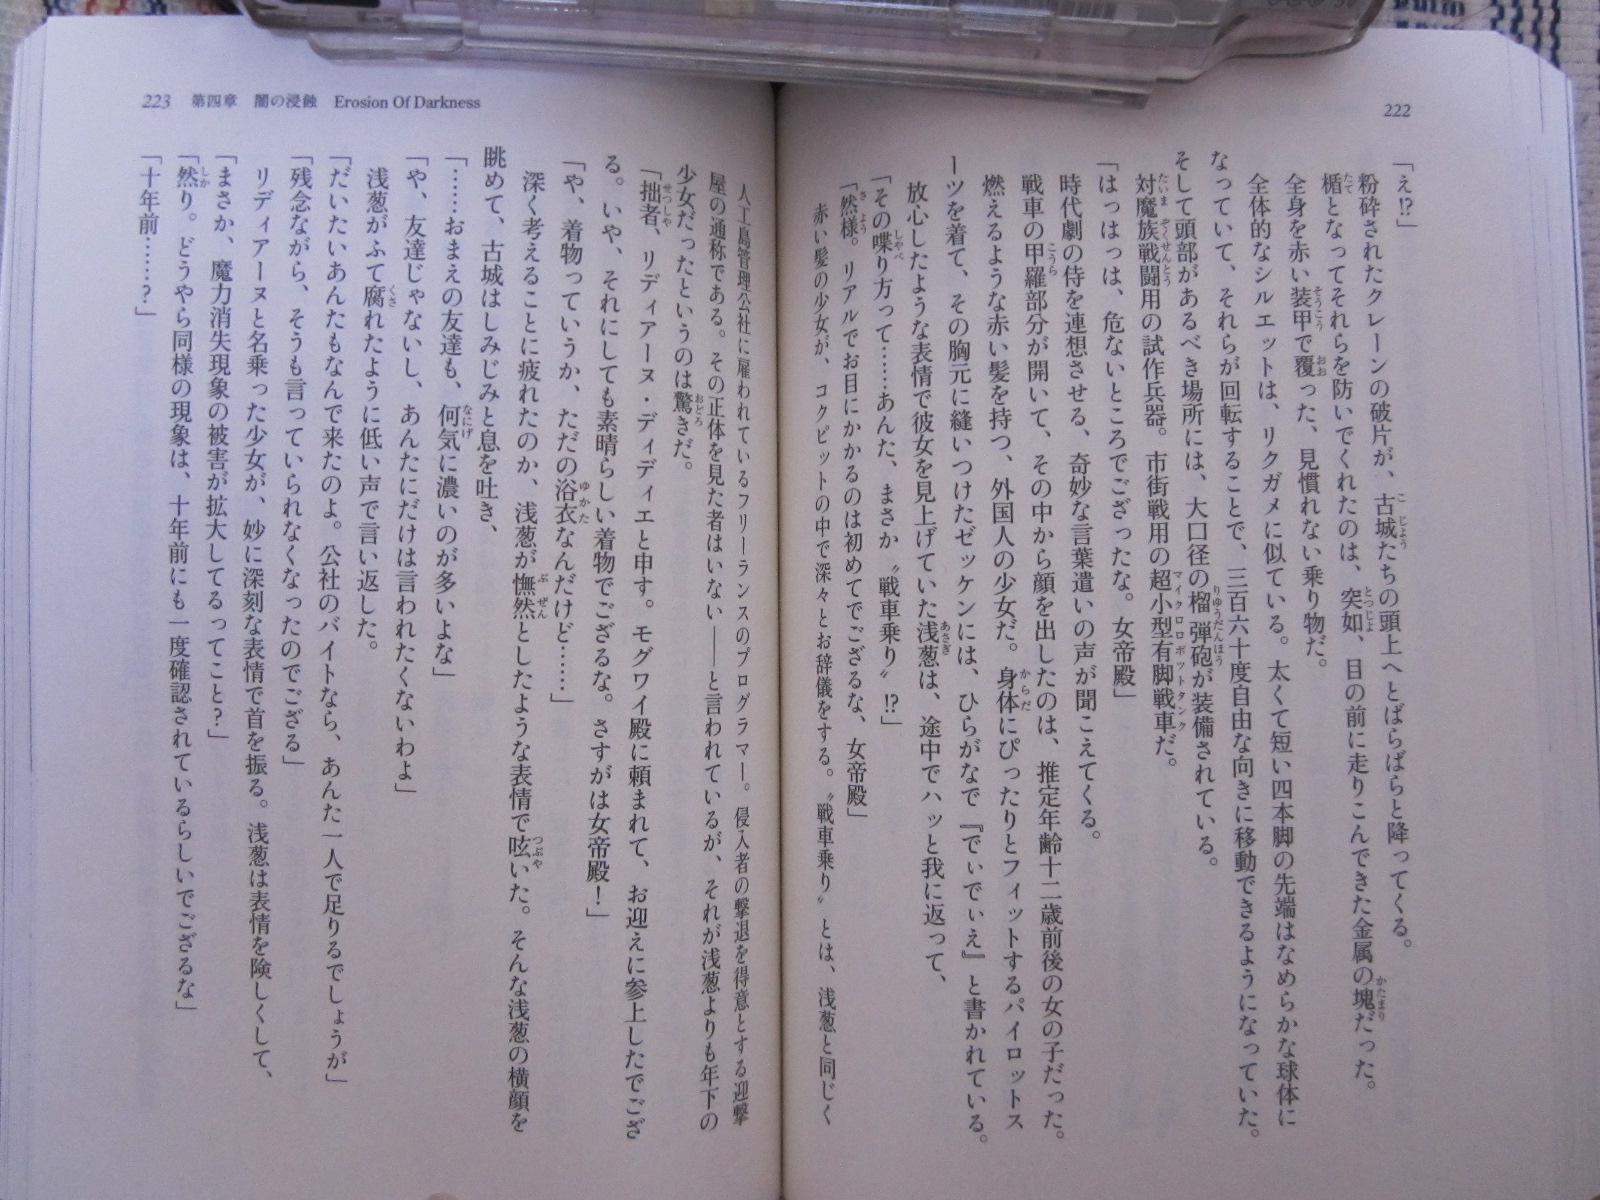 222
「え!?」
粉砕されたクレーンの破片が、古城たちの頭上へとばらばらと降ってくる。
楯となってそれらを防いでくれたのは、突如、目の前に走りこんできた金属の塊だった。
全身を赤い装甲で覆った、見慣れない乗り物だ。
全体的なシルエットは、リクガメに似ている。太くて短い四本の脚の先端はなめらかな球体に
なっていて、それらが回転することで、三百六十度自由な向きに移動できるようになっていた。
そして頭部があるべき場所には、大口径の榴弾砲が装備されている。
対魔族戦闘用の試作兵器。市街戦用の超小型有脚戦車だ。
「はっはっは、危ないところでござったな。女帝殿」
時代劇の侍を連想させる、奇妙な言葉遣いの声が聞こえてくる。
戦車の甲羅部分が開いて、その中から顔を出したのは、推定年齢十二歳前後の女の子だった。
燃えるような赤い髪を持つ、外国人の少女だ。身体にぴったりとフィットするパイロットス
ーツを着て、その胸元に縫いつけたゼッケンには、ひらがなで『でぃでぃえ』と書かれている。
放心したような表情で彼女を見上げていた浅葱は、途中でハッと我に返って、
「その喋り方って……あんた、まさか〝戦車乗り〟!?」
「然様。リアルでお目にかかるのは初めてでござるな、女帝殿」
赤い髪の少女が、コクピットの中で深々とお辞儀をする。〝戦車乗り〟とは、浅葱と同じく
223 第四章 闇の浸蝕 Erosion Of Darkness
人工島管理公社に雇われているフリーランスのプログラマー。侵入者の撃退を得意とする迎撃
屋の通称である。その正体を見た者はいない――と言われているが、それが浅葱よりも年下の
少女だったというのは驚きだ。
「拙者、リディアーヌ・ディディエと申す。モグワイ殿に頼まれて、お迎えに参上したでござ
る。いや、それにしても素晴らしい着物でござるな。さすがは女帝殿！」
「や、着物っていうか、ただの浴衣なんだけど……」
深く考えることに疲れたのか、浅葱が憮然としたような表情で呟いた。そんな浅葱の横顔を
眺めて、古城はしみじみと息を吐き、
「……おまえの友達も、何気に濃いのが多いよな」
「や、友達じゃないし、あんたにだけは言われたくないわよ」
浅葱がふて腐れたように低い声で言い返した。
「だいたいあんたもなんで来たのよ。公社のバイトなら、あんた一人で足りるでしょうが」
「残念ながら、そうも言っていられなくなったのでござる」
リディアーヌと名乗った少女が、妙に深刻な表情で首を振る。浅葱は表情を険しくして、
「まさか、魔力消失現象の被害が拡大してるってこと？」
「然り。どうやら同様の現象は、十年前にも一度確認されているらしいでござるな」
「十年前……？」